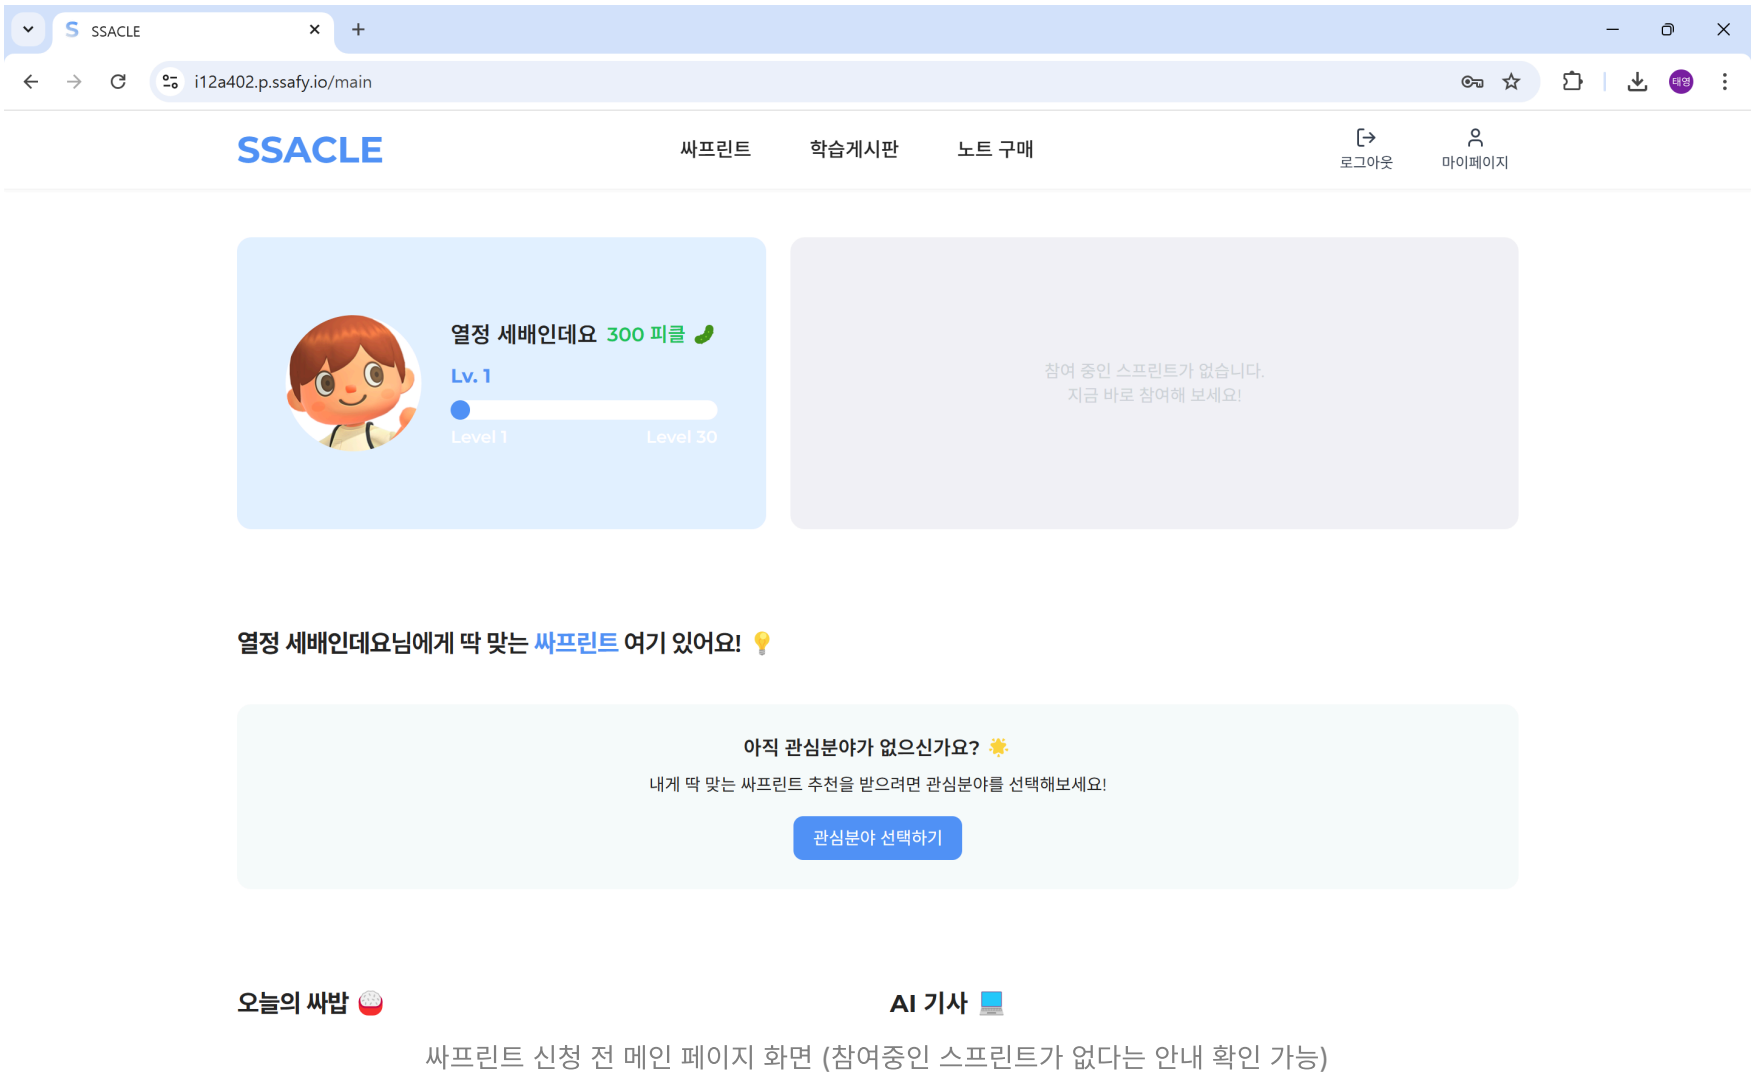 SSACLE
i12a402.p.ssafy.io/main
태영
SSACLE
싸프린트
학습게시판
노트 구매
로그아웃
마이페이지
열정 세배인데요 300 피클
Lv. 1
Level 1
Level 30
참여 중인 스프린트가 없습니다.
지금 바로 참여해 보세요!
열정 세배인데요님에게 딱 맞는 싸프린트 여기 있어요!
아직 관심분야가 없으신가요?
내게 딱 맞는 싸프린트 추천을 받으려면 관심분야를 선택해보세요!
관심분야 선택하기
오늘의 싸밥
AI 기사
싸프린트 신청 전 메인 페이지 화면 (참여중인 스프린트가 없다는 안내 확인 가능)